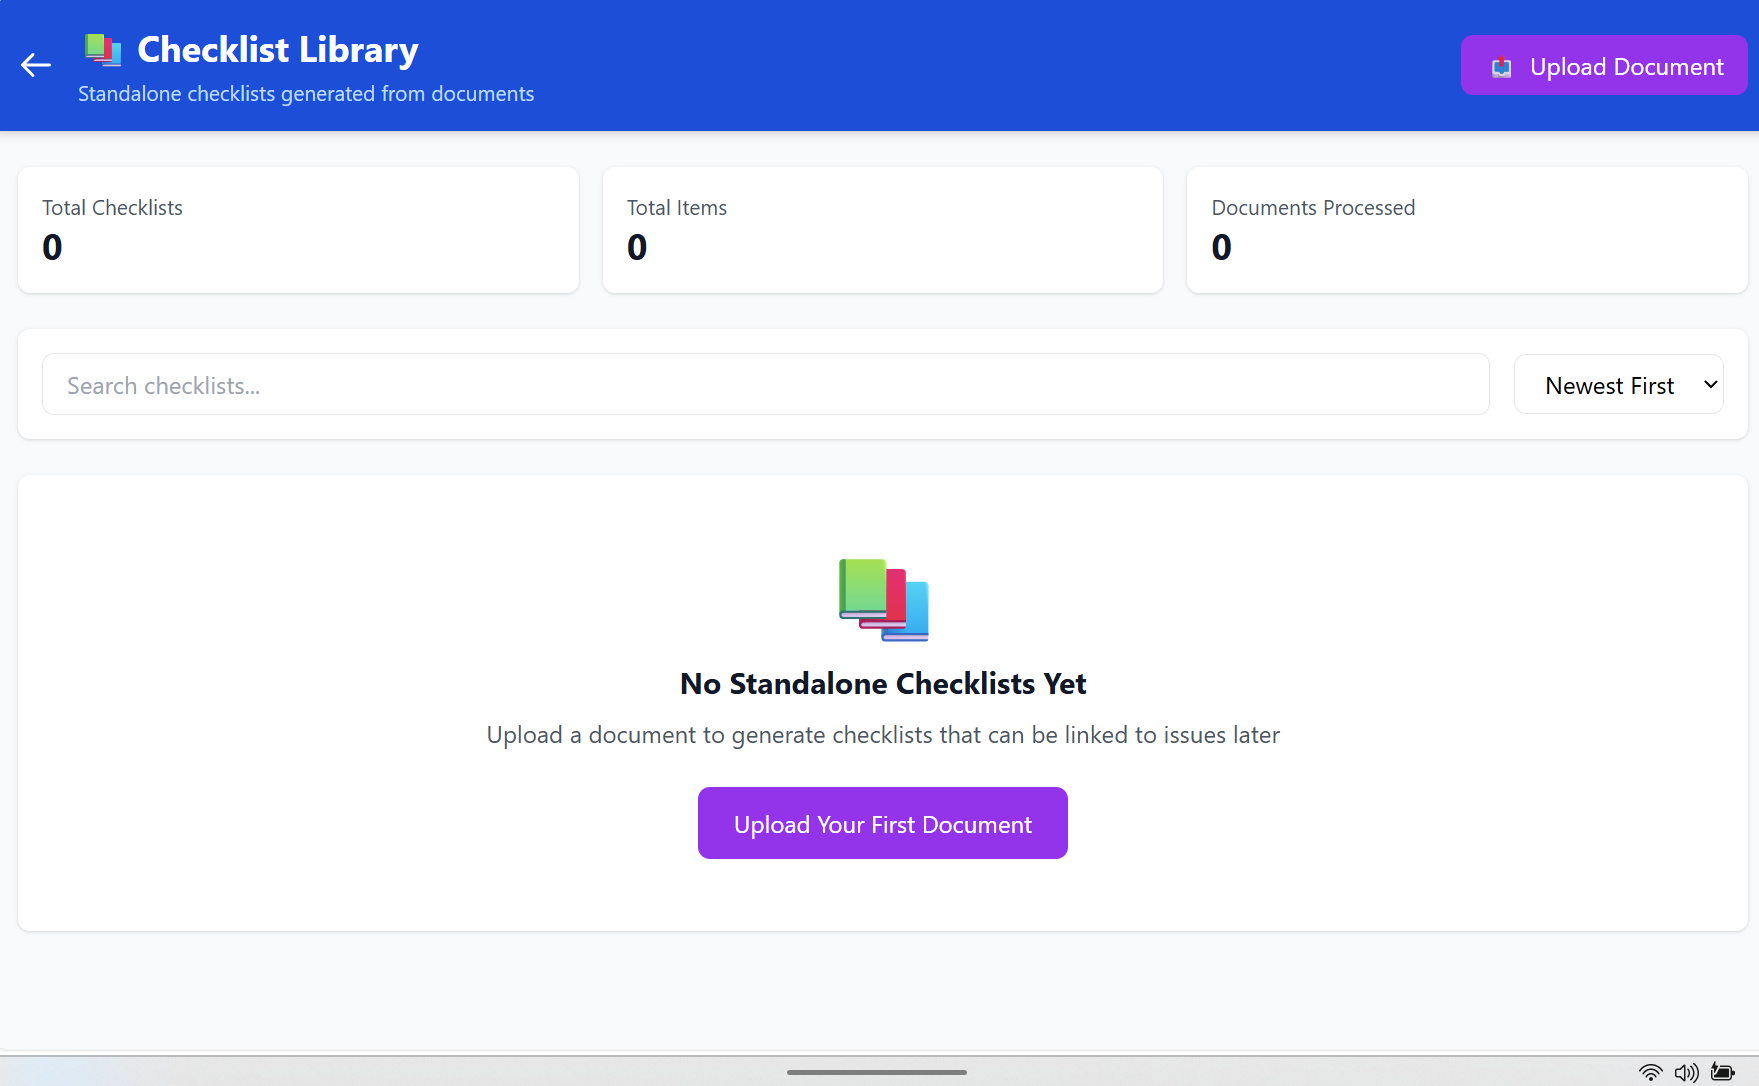 Checklist Library
Standalone checklists generated from documents
Upload Document
Total Checklists
0
Total Items
0
Documents Processed
0
Search checklists...
Newest First
No Standalone Checklists Yet
Upload a document to generate checklists that can be linked to issues later
Upload Your First Document